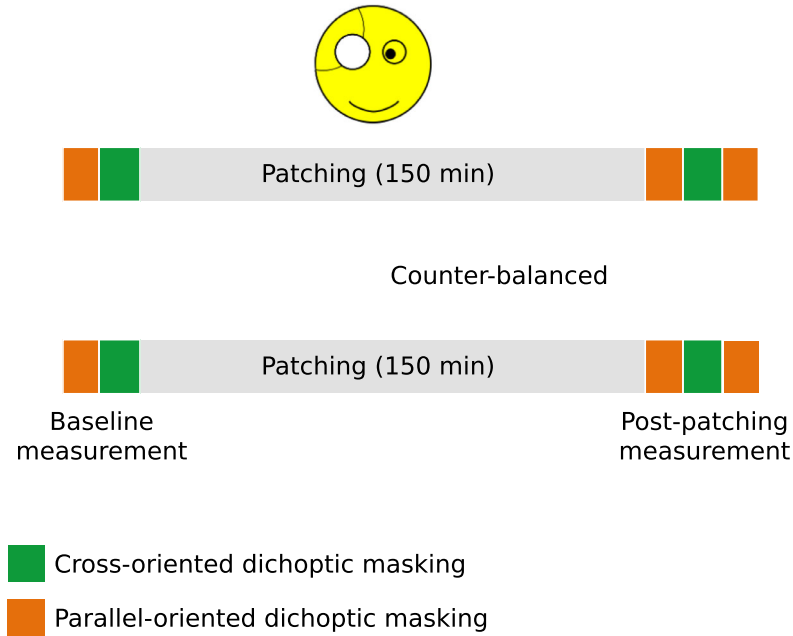 Patching (150 min)
Counter-balanced
Patching (150 min)
Baseline
measurement
Post-patching
measurement
Cross-oriented dichoptic masking
Parallel-oriented dichoptic masking